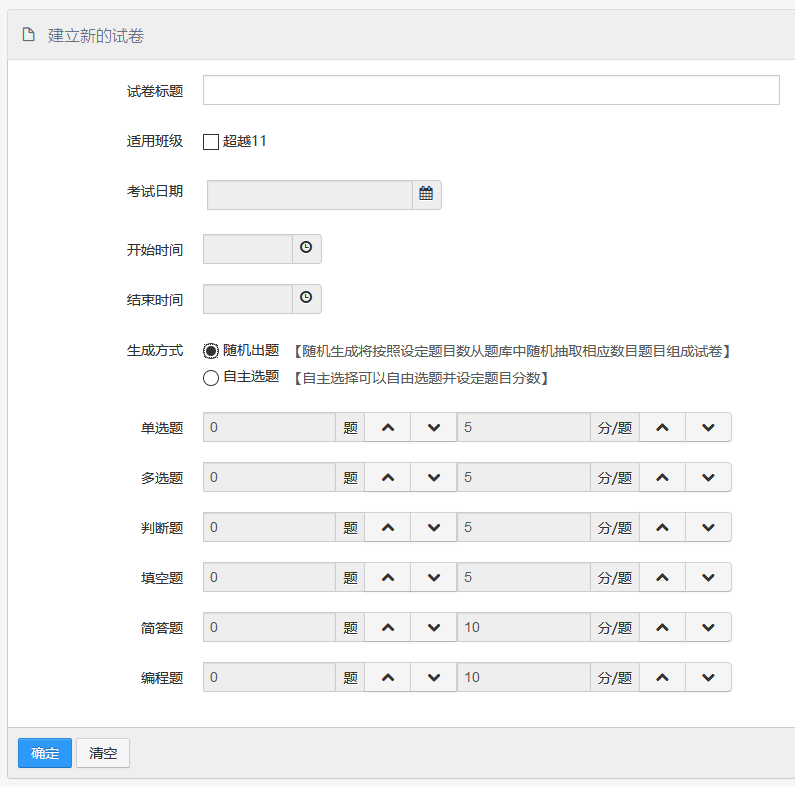 建立新的试卷
试卷标题
适用班级 超越11
考试日期
开始时间
结束时间
生成方式 随机出题 【随机生成将按照设定题目数从题库中随机抽取相应数目题目组成试卷】
自主选题 【自主选择可以自由选题并设定题目分数】
单选题 0 题 5 分/题
多选题 0 题 5 分/题
判断题 0 题 5 分/题
填空题 0 题 5 分/题
简答题 0 题 10 分/题
编程题 0 题 10 分/题
确定 清空